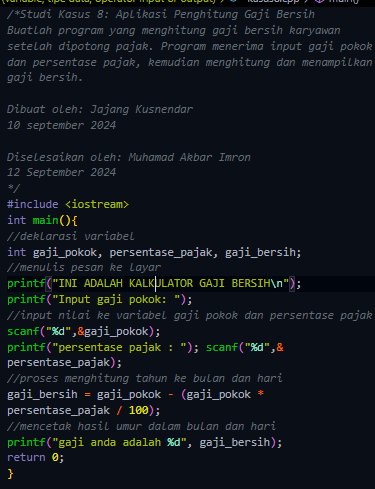 /*Studi Kasus 8: Aplikasi Penghitung Gaji Bersih
Buatlah program yang menghitung gaji bersih karyawan
setelah dipotong pajak. Program menerima input gaji pokok
dan persentase pajak, kemudian menghitung dan menampilkan
gaji bersih.
Dibuat oleh: Jajang Kusnendar
10 september 2024
Diselesaikan oleh: Muhamad Akbar Imron
12 September 2024
*/
#include <iostream>
int main(){
//deklarasi variabel
int gaji_pokok, persentase_pajak, gaji_bersih;
//menulis pesan ke layar
printf("INI ADALAH KALKULATOR GAJI BERSIH\n");
printf("Input gaji pokok: ");
//input nilai ke variabel gaji pokok dan persentase pajak
scanf("%d",&gaji_pokok);
printf("persentase pajak : "); scanf("%d",&
persentase_pajak);
//proses menghitung tahun ke bulan dan hari
gaji_bersih = gaji_pokok - (gaji_pokok *
persentase_pajak / 100);
//mencetak hasil umur dalam bulan dan hari
printf("gaji anda adalah %d", gaji_bersih);
return 0;
}